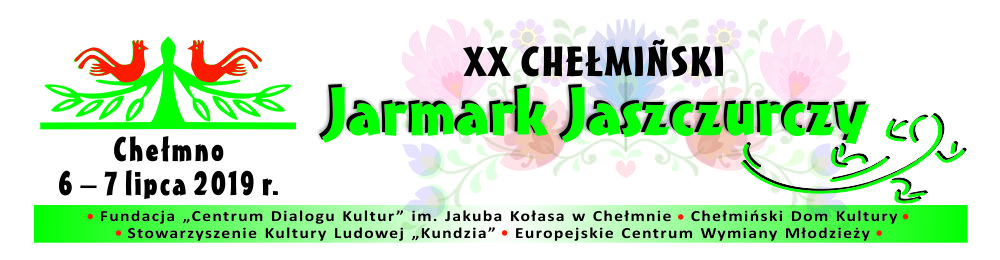 XX CHEŁMIÑSKI
Jarmark Jaszczurczy
Chełmno
6 – 7 lipca 2019 r.
• Fundacja „Centrum Dialogu Kultur” im. Jakuba Kołasa w Chełmnie • Chełmiński Dom Kultury •
• Stowarzyszenie Kultury Ludowej „Kundzia” • Europejskie Centrum Wymiany Młodzieży •